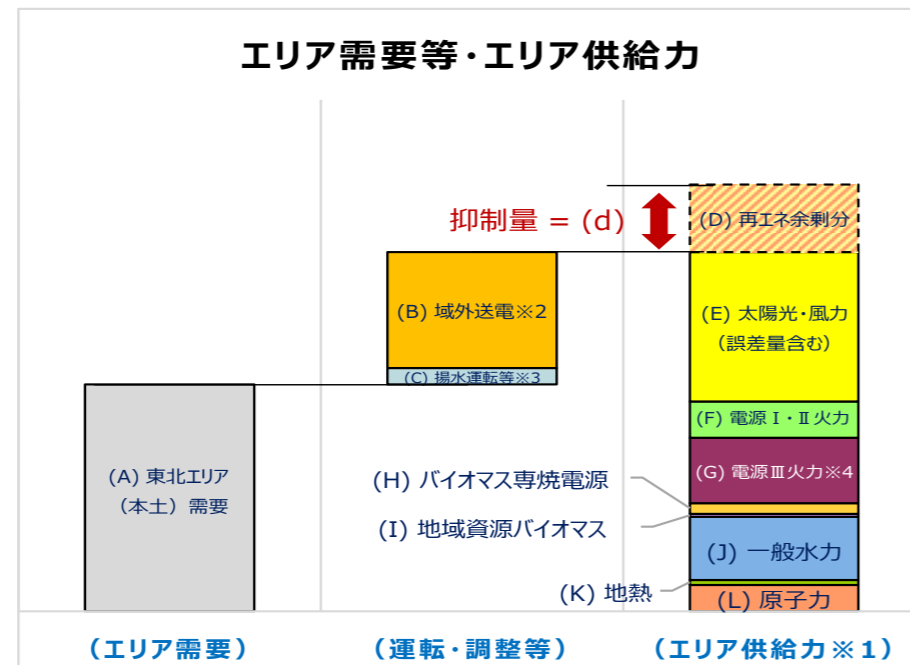 エリア需要等・エリア供給力
抑制量 = (d)
(D) 再エネ余剰分
(B) 域外送電※2
(E) 太陽光・風力
（誤差量含む）
(C) 揚水運転等※3
(F) 電源Ⅰ・Ⅱ火力
(A) 東北エリア
（本土）需要
(G) 電源Ⅲ火力※4
(H) バイオマス専焼電源
(I) 地域資源バイオマス
(J) 一般水力
(K) 地熱
(L) 原子力
（エリア需要）
（運転・調整等）
（エリア供給力※1）